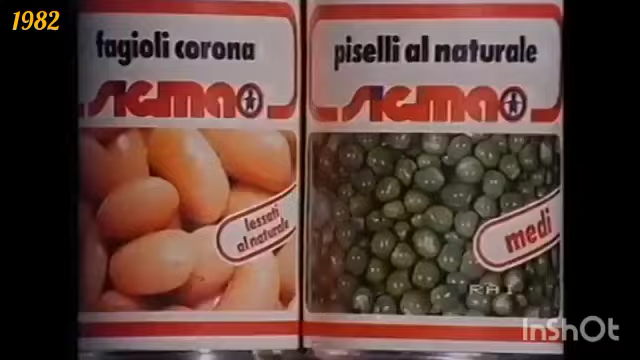 1982
fagioli corona
SIGMA
lessati
al naturale
piselli al naturale
SIGMA
medi
RAI
InShOt